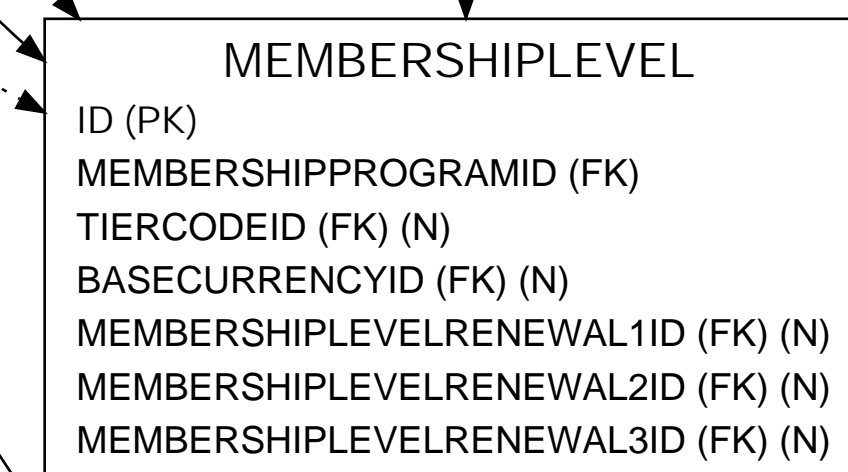 MEMBERSHIPLEVEL
ID (PK)
MEMBERSHIPPROGRAMID (FK)
TIERCODEID (FK) (N)
BASECURRENCYID (FK) (N)
MEMBERSHIPLEVELRENEWAL1ID (FK) (N)
MEMBERSHIPLEVELRENEWAL2ID (FK) (N)
MEMBERSHIPLEVELRENEWAL3ID (FK) (N)